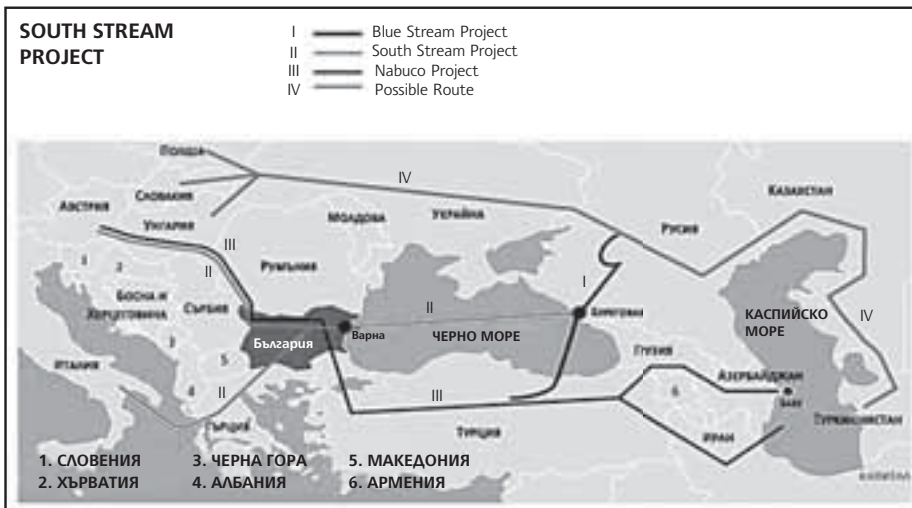 SOUTH STREAM
PROJECT
I Blue Stream Project
II South Stream Project
III Nabuco Project
IV Possible Route
ПОЛША
IV
КАЗАХСТАН
СЛОВАКИЯ
АВСТРИЯ
УНГАРИЯ
МОЛДОВА
УКРАЙНА
РУСИЯ
III
1
2
II
РУМЪНИЯ
I
БОСНА И
ХЕРЦЕГОВИНА
СЪРБИЯ
II
КАСПИЙСКО
МОРЕ
IV
България
Варна
ЧЕРНО МОРЕ
3
5
ГРУЗИЯ
ИТАЛИЯ
АЗЕРБАЙДЖАН
4
II
III
6
БАКУ
ТУРКМЕНИСТАН
ГЪРЦИЯ
ТУРЦИЯ
ИРАН
1. СЛОВЕНИЯ
3. ЧЕРНА ГОРА
5. МАКЕДОНИЯ
2. ХЪРВАТИЯ
4. АЛБАНИЯ
6. АРМЕНИЯ